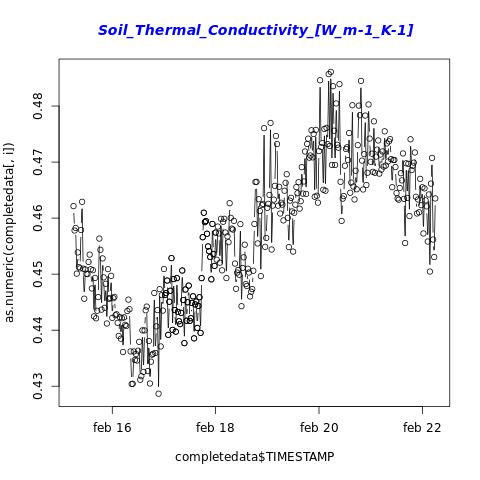 Soil_Thermal_Conductivity_[W_m-1_K-1]
as.numeric(completedata[, i])
0.48
0.47
0.46
0.45
0.44
0.43
feb 16 feb 18 feb 20 feb 22
completedata$TIMESTAMP